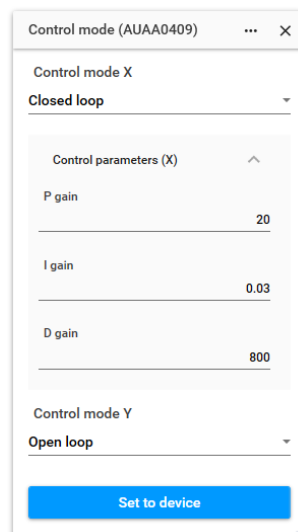 Control mode (AUAA0409) ... ×
Control mode X
Closed loop
Control parameters (X)
P gain
20
I gain
0.03
D gain
800
Control mode Y
Open loop
Set to device